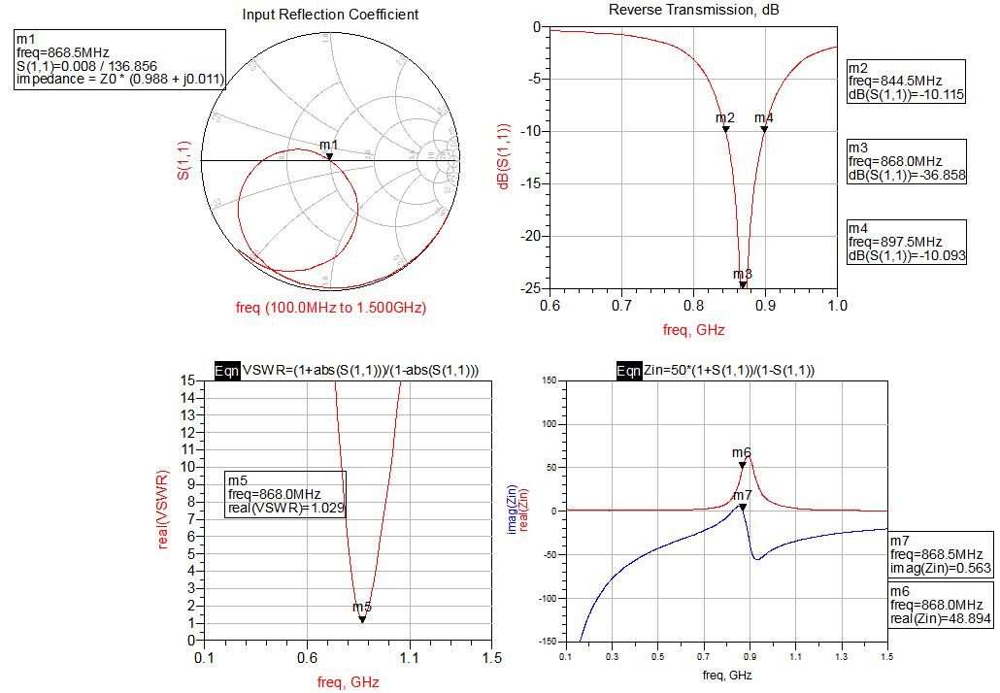 Input Reflection Coefficient
m1
freq=868.5MHz
S(1,1)=0.008 / 136.856
impedance = Z0 * (0.988 + j0.011)
m1
S(1,1)
freq (100.0MHz to 1.500GHz)
Reverse Transmission, dB
0
-5
-10
-15
-20
-25
dB(S(1,1))
m2
m4
m3
0.6
0.7
0.8
0.9
1.0
freq, GHz
m2
freq=844.5MHz
dB(S(1,1))=-10.115
m3
freq=868.0MHz
dB(S(1,1))=-36.858
m4
freq=897.5MHz
dB(S(1,1))=-10.093
Eqn VSWR=(1+abs(S(1,1)))/(1-abs(S(1,1)))
15
14
13
12
11
10
9
8
7
6
5
4
3
2
1
0
real(VSWR)
m5
freq=868.0MHz
real(VSWR)=1.029
m5
0.1
0.6
1.1
1.5
freq, GHz
Eqn Zin=50*(1+S(1,1))/(1-S(1,1))
150
100
50
0
-50
-100
-150
imag(Zin)
real(Zin)
m6
m7
0.1
0.3
0.5
0.7
0.9
1.1
1.3
1.5
freq, GHz
m7
freq=868.5MHz
imag(Zin)=0.563
m6
freq=868.0MHz
real(Zin)=48.894